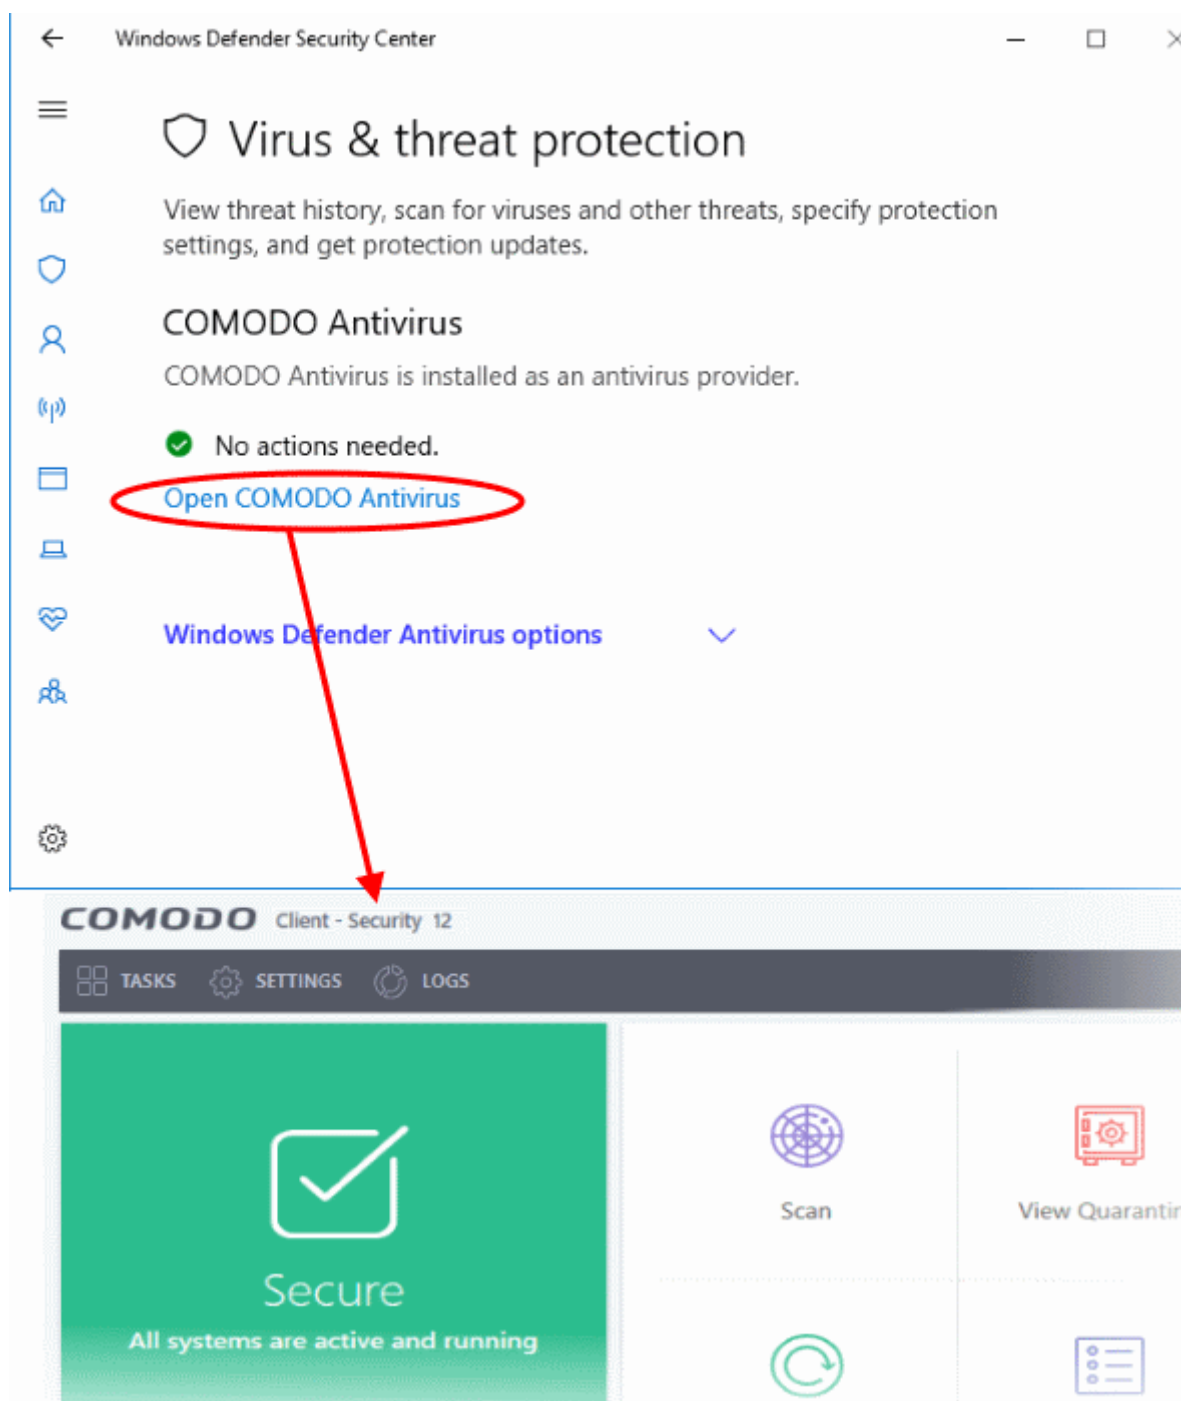 Windows Defender Security Center
Virus & threat protection
View threat history, scan for viruses and other threats, specify protection
settings, and get protection updates.
COMODO Antivirus
COMODO Antivirus is installed as an antivirus provider.
No actions needed.
Open COMODO Antivirus
Windows Defender Antivirus options
COMODO Client - Security 12
TASKS SETTINGS LOGS
Scan
View Quarantin
Secure
All systems are active and running